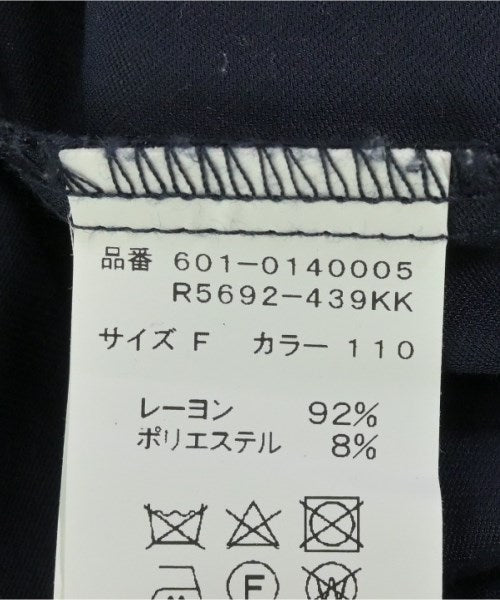 品番 601-0140005
R5692-439KK
サイズ F カラー 110
レーヨン 92%
ポリエステル 8%
F W